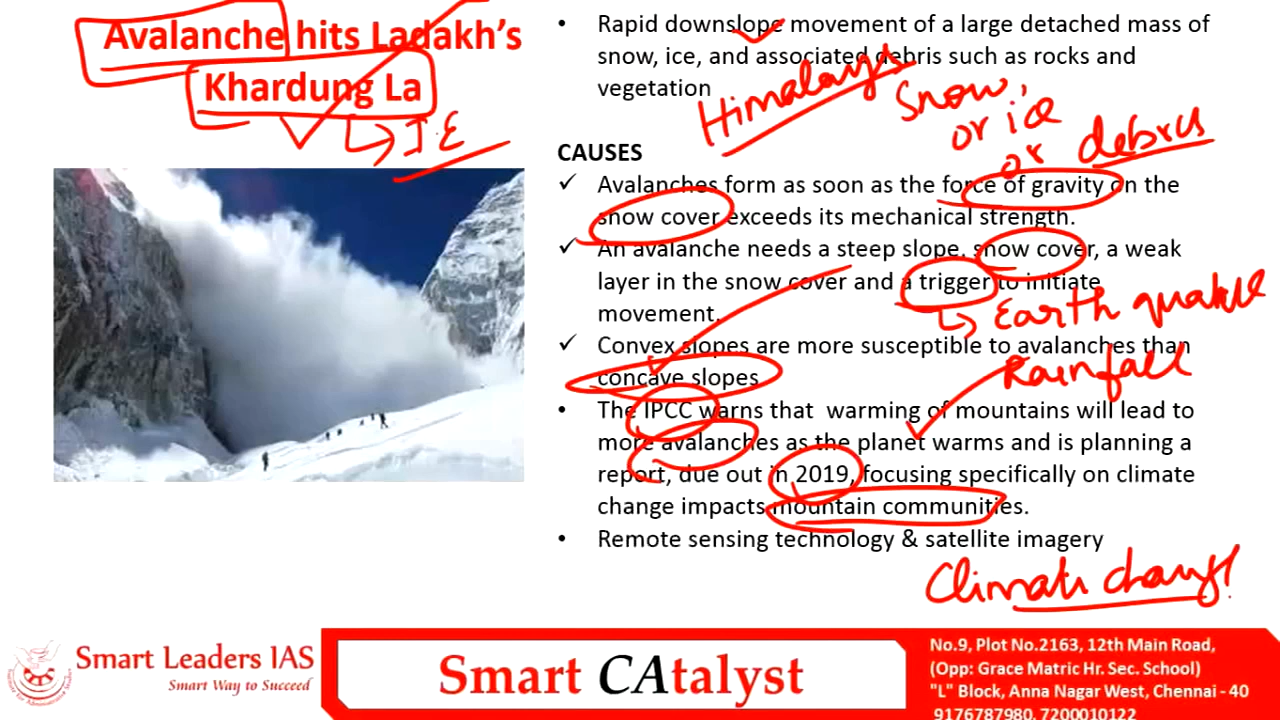 Avalanche hits Ladakh's
Khardung La
J.E
• Rapid downslope movement of a large detached mass of
snow, ice, and associated debris such as rocks and
vegetation
Himalays
Snow,
or ice
or debrus
CAUSES
✓ Avalanches form as soon as the force of gravity on the
snow cover exceeds its mechanical strength.
✓ An avalanche needs a steep slope, snow cover, a weak
layer in the snow cover and a trigger to initiate
movement.
Earth quake
Rainfall
✓ Convex slopes are more susceptible to avalanches than
concave slopes
• The IPCC warns that warming of mountains will lead to
more avalanches as the planet warms and is planning a
report, due out in 2019, focusing specifically on climate
change impacts mountain communities.
• Remote sensing technology & satellite imagery
Climate change
Smart Leaders IAS
Smart Way to Succeed
Smart CAtalyst
No.9, Plot No.2163, 12th Main Road,
(Opp: Grace Matric Hr. Sec. School)
"L" Block, Anna Nagar West, Chennai - 40
9176787980, 7200010122